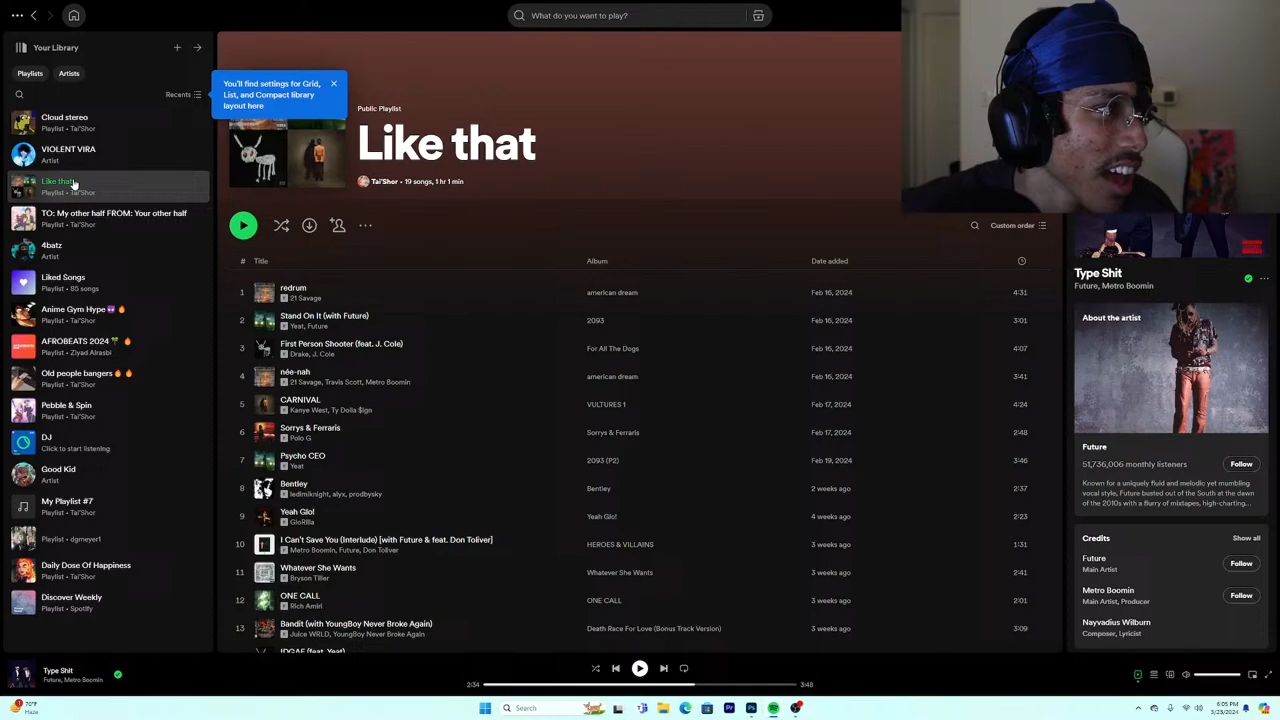 What do you want to play?
Your Library
Playlists
Artists
Recents
You'll find settings for Grid,
List, and Compact library
layout here
Cloud stereo
Playlist • Tai'Shor
VIOLENT VIRA
Artist
Like that
Playlist • Tai'Shor
TO: My other half FROM: Your other half
Playlist • Tai'Shor
4batz
Artist
Liked Songs
Playlist • 85 songs
Anime Gym Hype
Playlist • Tai'Shor
AFROBEATS 2024
Playlist • Ziyad Alrasbi
Old people bangers
Playlist • Tai'Shor
Pebble & Spin
Playlist • Tai'Shor
DJ
Click to start listening
Good Kid
Artist
My Playlist #7
Playlist • Tai'Shor
Playlist • dgmeyer1
Daily Dose Of Happiness
Playlist • Tai'Shor
Discover Weekly
Playlist • Spotify
Public Playlist
Like that
Tai'Shor • 19 songs, 1 hr 1 min
Custom order
# Title Album Date added
1 redrum american dream Feb 16, 2024 4:31
E 21 Savage
2 Stand On It (with Future) 2093 Feb 16, 2024 3:01
E Yeat, Future
3 First Person Shooter (feat. J. Cole) For All The Dogs Feb 16, 2024 4:07
E Drake, J. Cole
4 née-nah american dream Feb 16, 2024 3:41
E 21 Savage, Travis Scott, Metro Boomin
5 CARNIVAL VULTURES 1 Feb 17, 2024 4:24
E Kanye West, Ty Dolla $ign
6 Sorrys & Ferraris Sorrys & Ferraris Feb 17, 2024 2:48
E Polo G
7 Psycho CEO 2093 (P2) Feb 19, 2024 3:46
E Yeat
8 Bentley Bentley 2 weeks ago 2:37
E iedimiknight, alyx, prodbysky
9 Yeah Glo! Yeah Glo! 4 weeks ago 2:23
E GloRilla
10 I Can't Save You (Interlude) [with Future & feat. Don Toliver] HEROES & VILLAINS 3 weeks ago 1:31
E Metro Boomin, Future, Don Toliver
11 Whatever She Wants Whatever She Wants 3 weeks ago 2:41
E Bryson Tiller
12 ONE CALL ONE CALL 3 weeks ago 2:01
E Rich Amiri
13 Bandit (with YoungBoy Never Broke Again) Death Race For Love (Bonus Track Version) 3 weeks ago 3:09
E Juice WRLD, YoungBoy Never Broke Again
IDGAF (feat. Yeat)
Type Shit
Future, Metro Boomin
About the artist
Future
51,736,006 monthly listeners
Follow
Known for a uniquely fluid and melodic yet mumbling
vocal style, Future busted out of the South at the dawn
of the 2010s with a flurry of mixtapes, high-charting...
Credits
Show all
Future
Main Artist
Follow
Metro Boomin
Main Artist, Producer
Follow
Nayvadius Wilburn
Composer, Lyricist
Type Shit
Future, Metro Boomin
2:34
3:48
70°F
Haze
Search
6:05 PM
3/23/2024